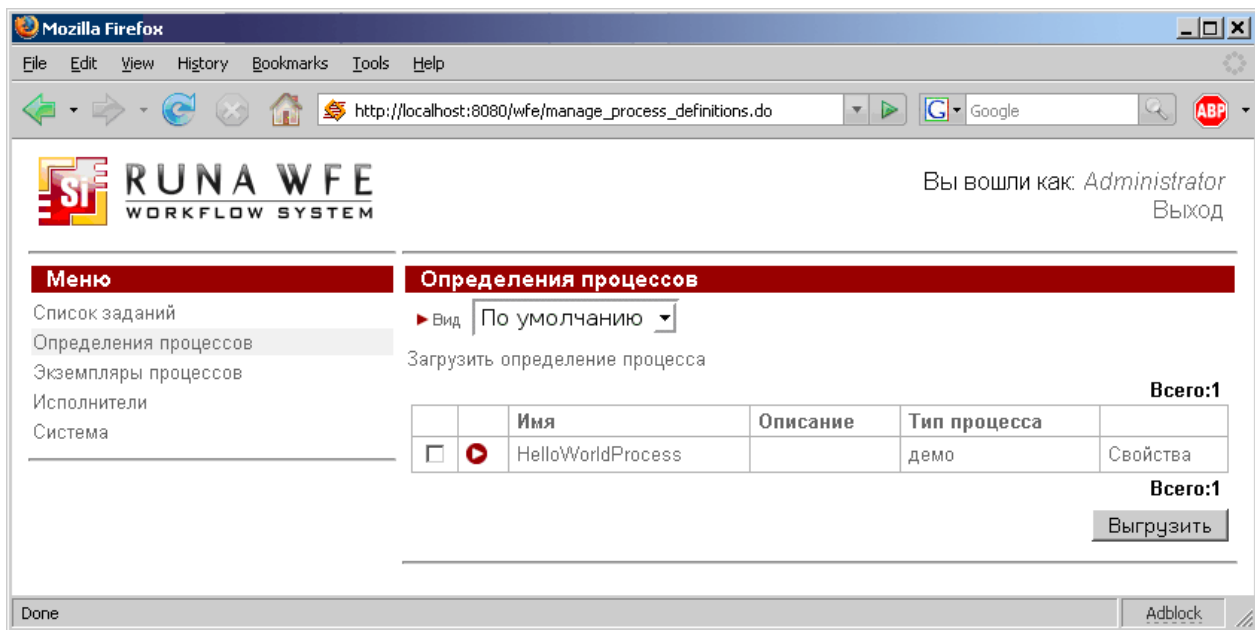 Mozilla Firefox
File Edit View History Bookmarks Tools Help
http://localhost:8080/wfe/manage_process_definitions.do G Google ABP
Si RUNA WFE
WORKFLOW SYSTEM
Вы вошли как: Administrator
Выход
Меню
Список заданий
Определения процессов
Экземпляры процессов
Исполнители
Система
Определения процессов
Вид По умолчанию
Загрузить определение процесса
Всего:1
Имя Описание Тип процесса
HelloWorldProcess демо Свойства
Всего:1
Выгрузить
Done Adblock